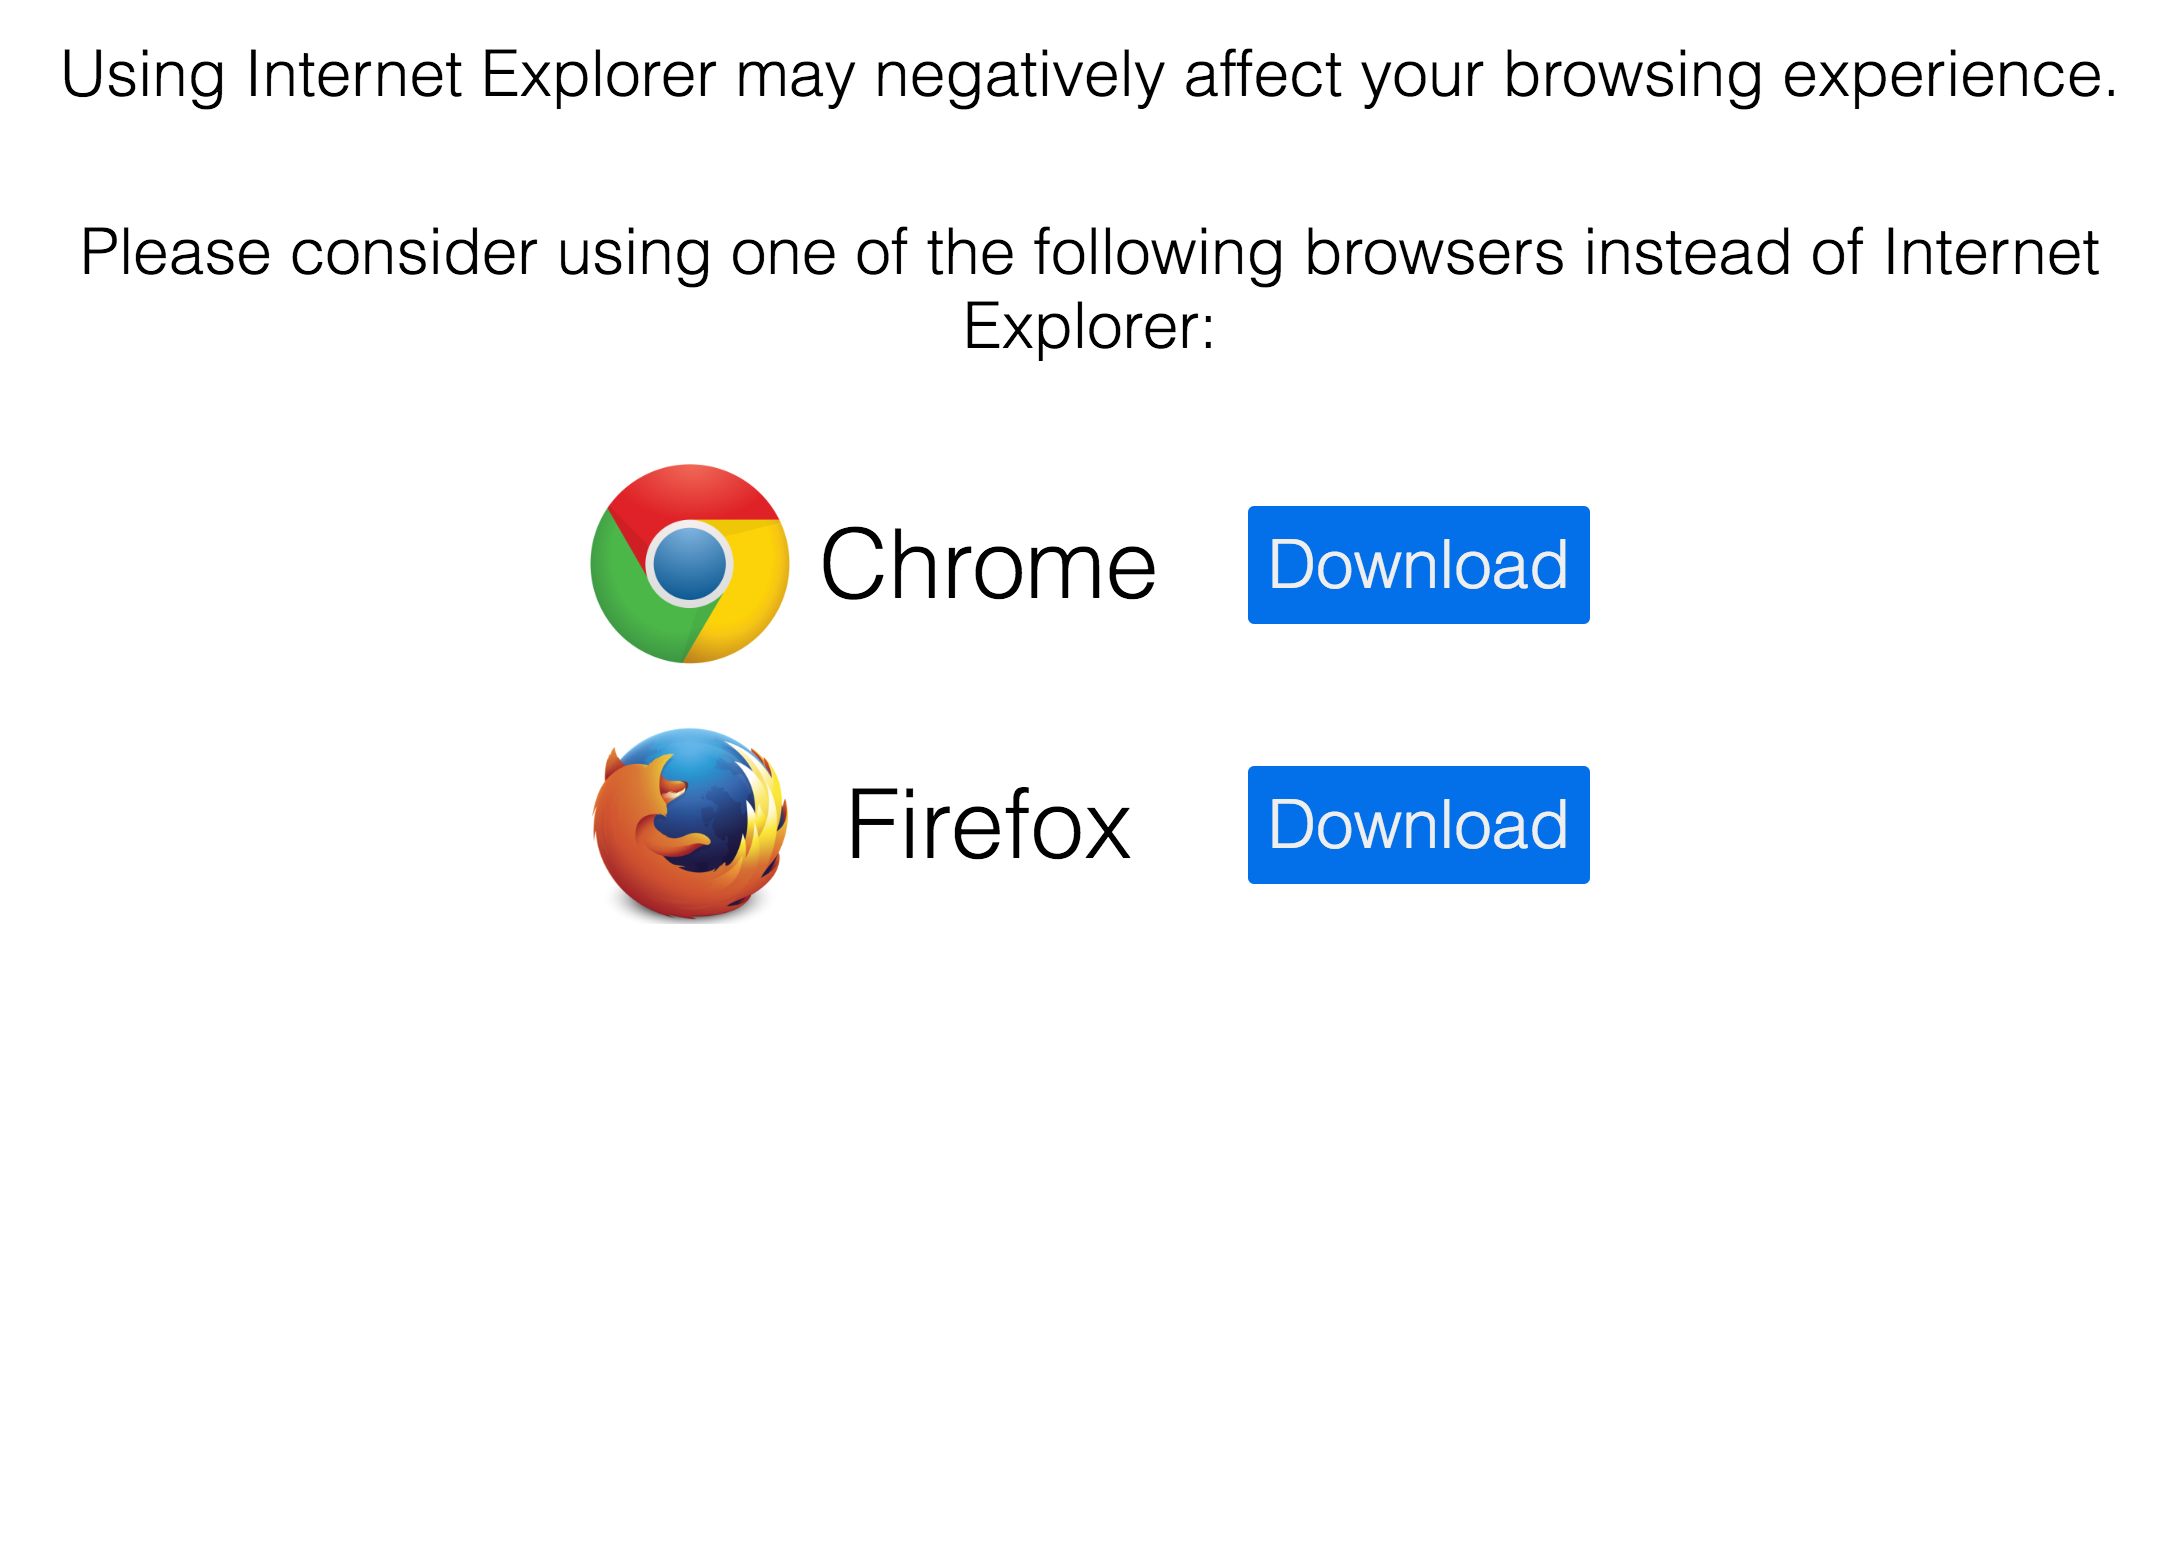 Using Internet Explorer may negatively affect your browsing experience.
Please consider using one of the following browsers instead of Internet
Explorer:
Chrome
Download
Firefox
Download